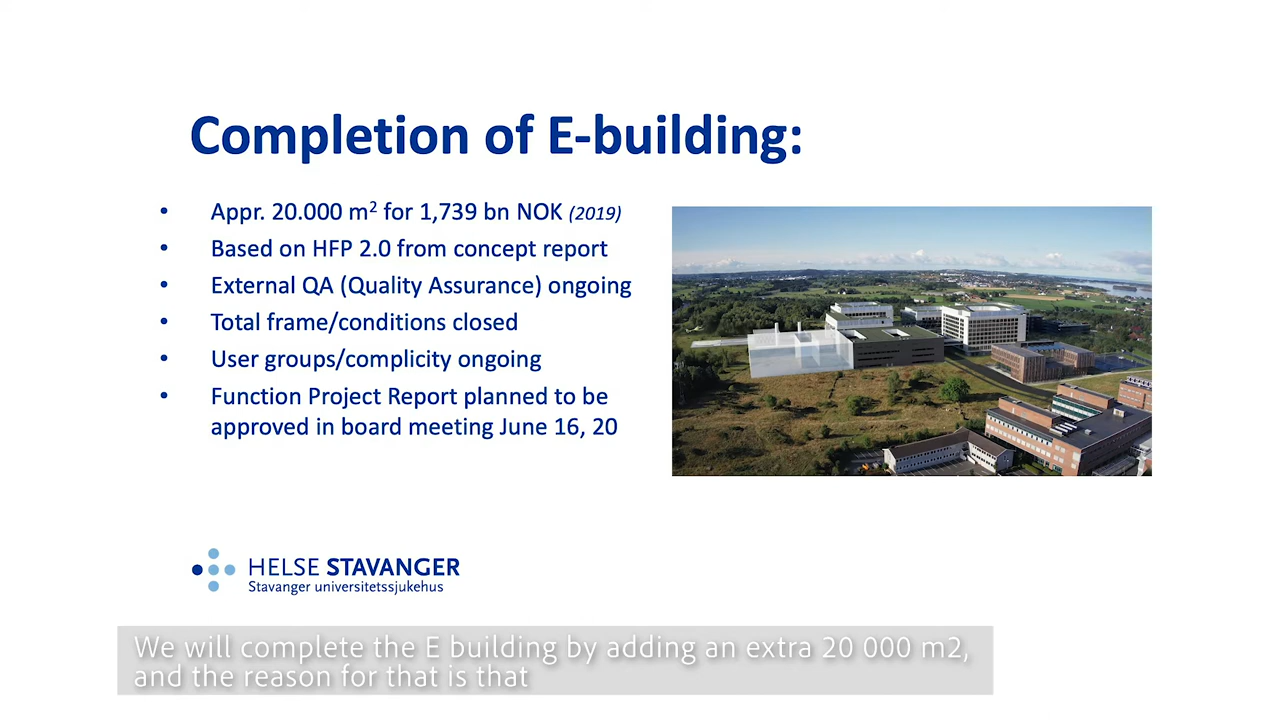 Completion of E-building:
• Appr. 20.000 m² for 1,739 bn NOK (2019)
• Based on HFP 2.0 from concept report
• External QA (Quality Assurance) ongoing
• Total frame/conditions closed
• User groups/complicity ongoing
• Function Project Report planned to be
approved in board meeting June 16, 20
HELSE STAVANGER
Stavanger universitetssjukehus
We will complete the E building by adding an extra 20 000 m2,
and the reason for that is that